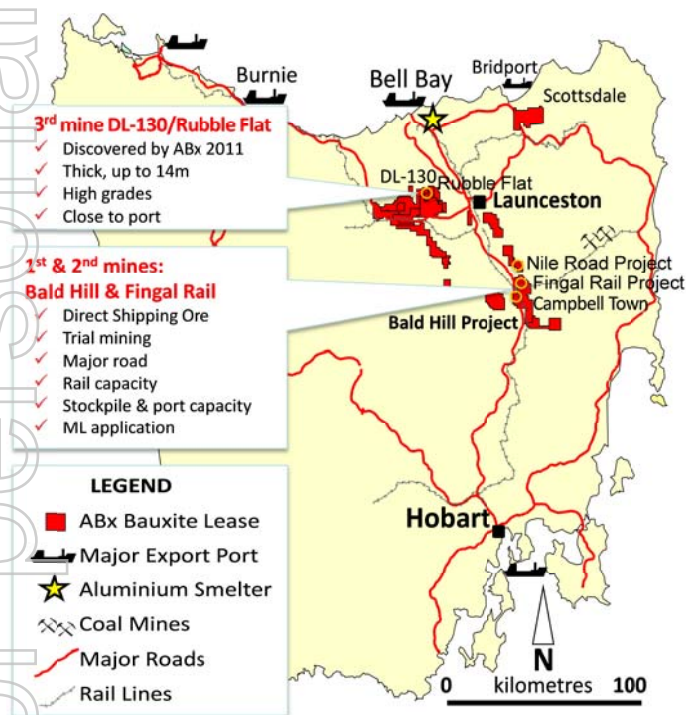 Burnie
Bell Bay
Bridport
Scottsdale
3rd mine DL-130/Rubble Flat
✓ Discovered by ABx 2011
✓ Thick, up to 14m
✓ High grades
✓ Close to port
DL-130
Rubble Flat
Launceston
1st & 2nd mines:
Bald Hill & Fingal Rail
✓ Direct Shipping Ore
✓ Trial mining
✓ Major road
✓ Rail capacity
✓ Stockpile & port capacity
✓ ML application
Nile Road Project
Fingal Rail Project
Campbell Town
Bald Hill Project
LEGEND
ABx Bauxite Lease
Major Export Port
Aluminium Smelter
Coal Mines
Major Roads
Rail Lines
Hobart
N
0 kilometres 100